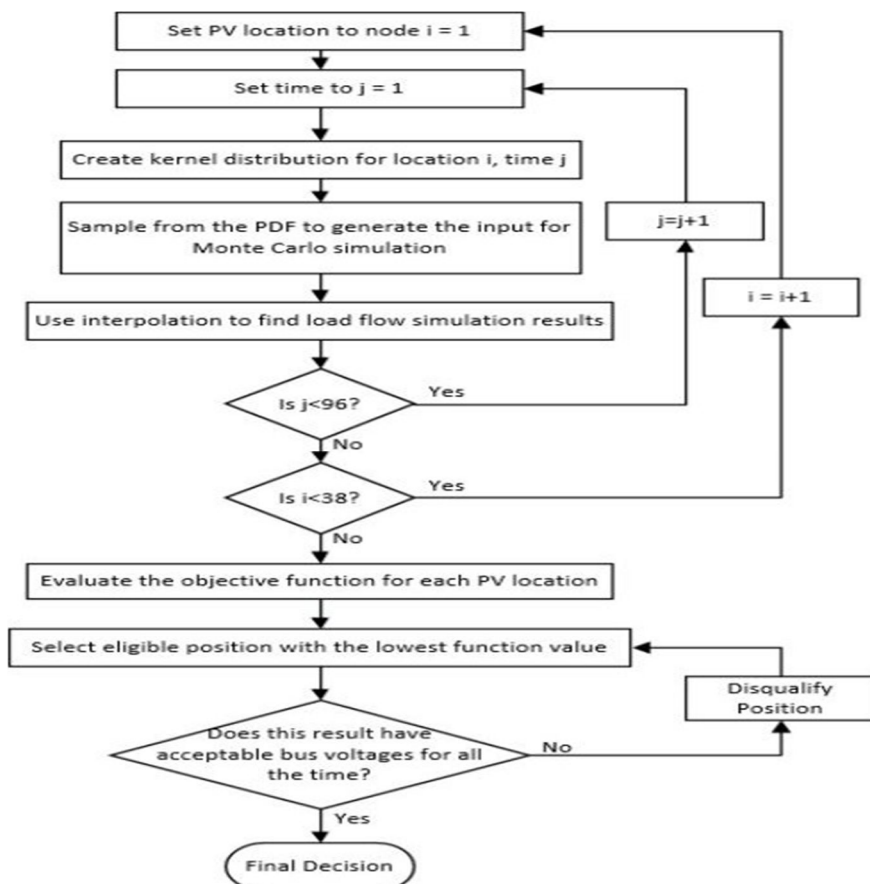 Set PV location to node i = 1
Set time to j = 1
Create kernel distribution for location i, time j
Sample from the PDF to generate the input for
Monte Carlo simulation
j=j+1
i = i+1
Use interpolation to find load flow simulation results
Is j<96?
Yes
No
Is i<38?
Yes
No
Evaluate the objective function for each PV location
Select eligible position with the lowest function value
Disqualify
Position
Does this result have
acceptable bus voltages for all
the time?
No
Yes
Final Decision